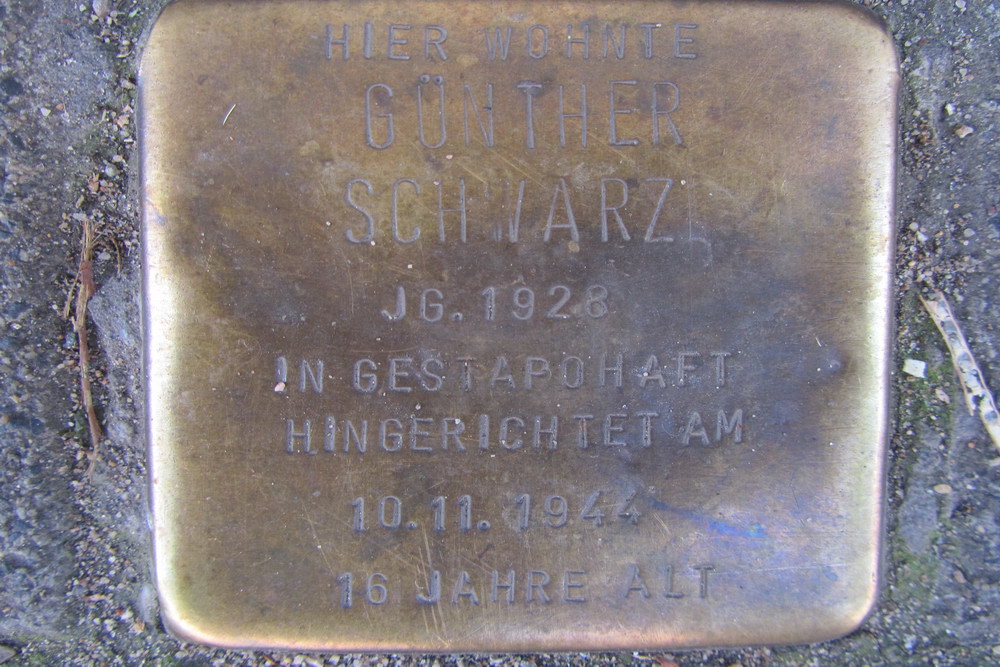 HIER WOHNTE
GÜNTHER
SCHWARZ
JG. 1928
IN GESTAPOHAFT
HINGERICHTET AM
10.11. 1944
16 JAHRE ALT